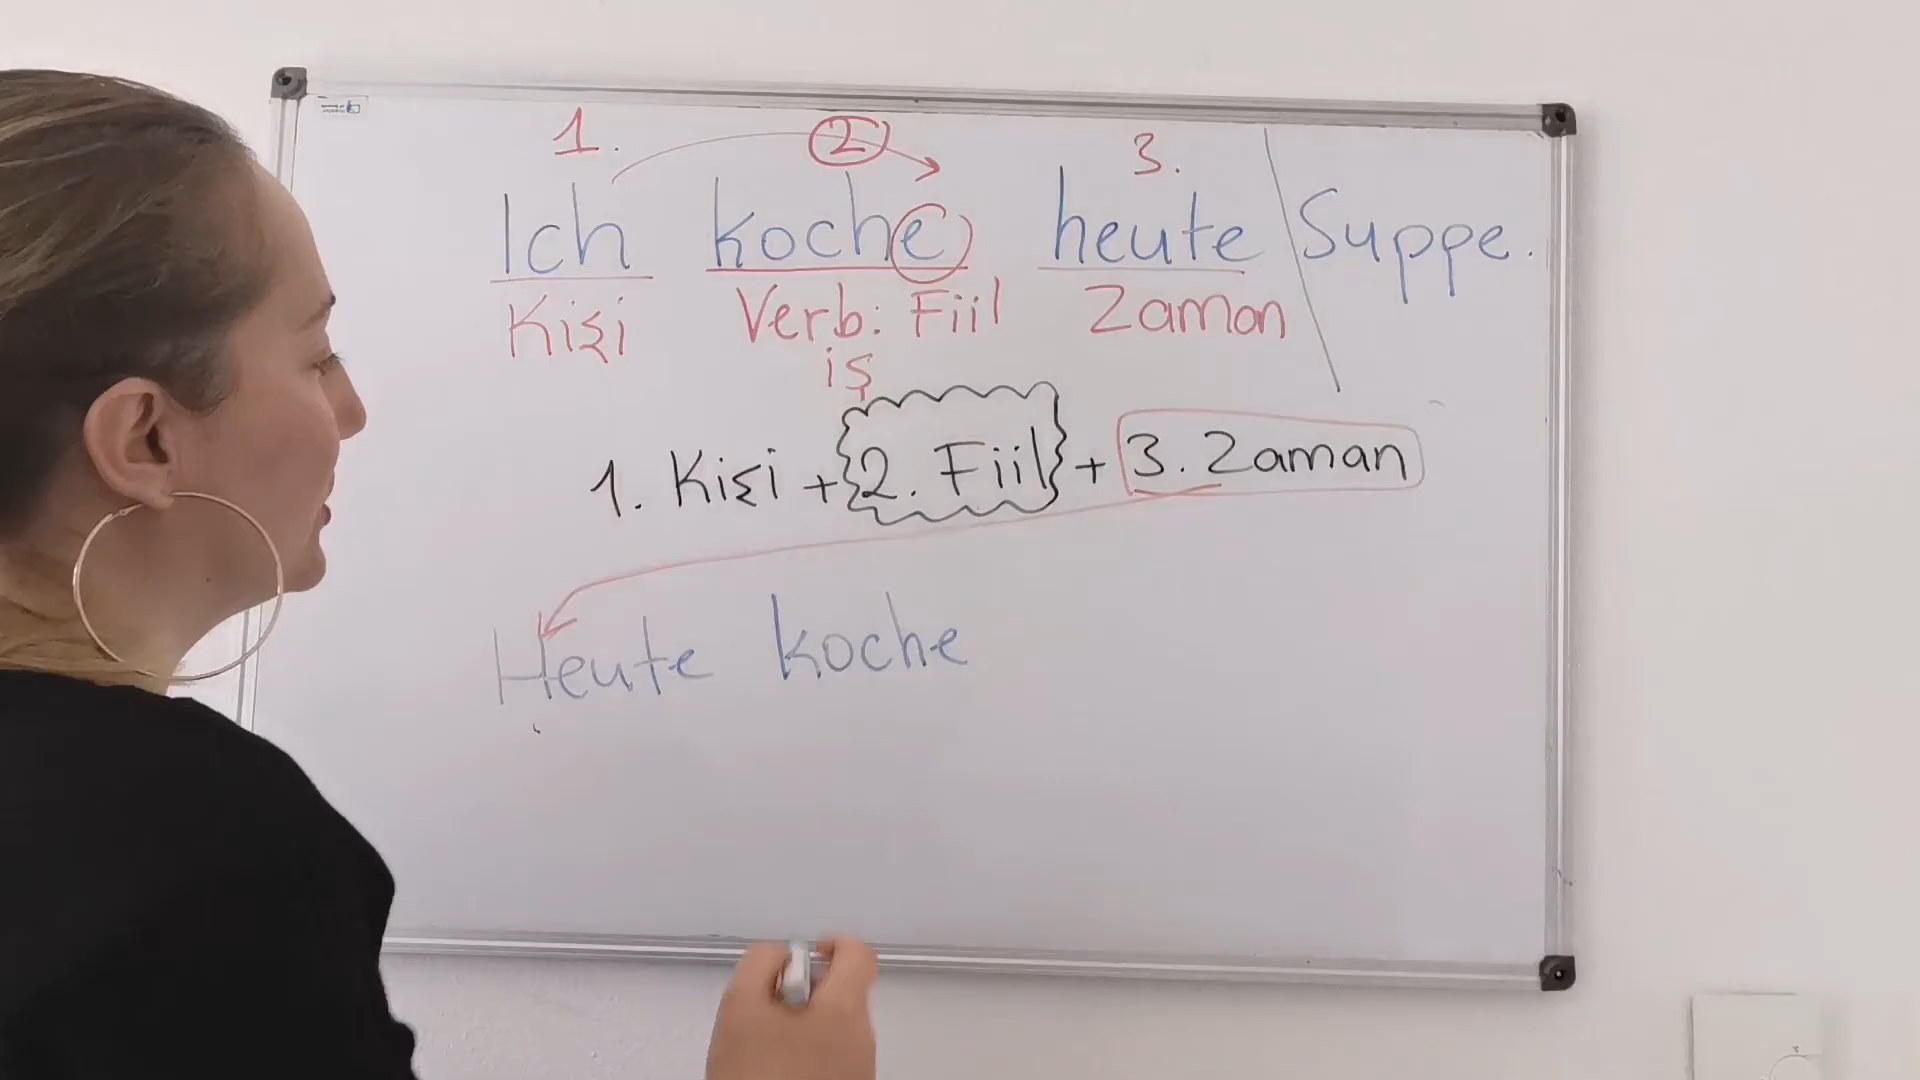 1. 2 3.
Ich koche heute Suppe.
Kişi Verb: Fiil Zaman
iş
1. Kişi + 2. Fiil + 3. Zaman
Heute koche